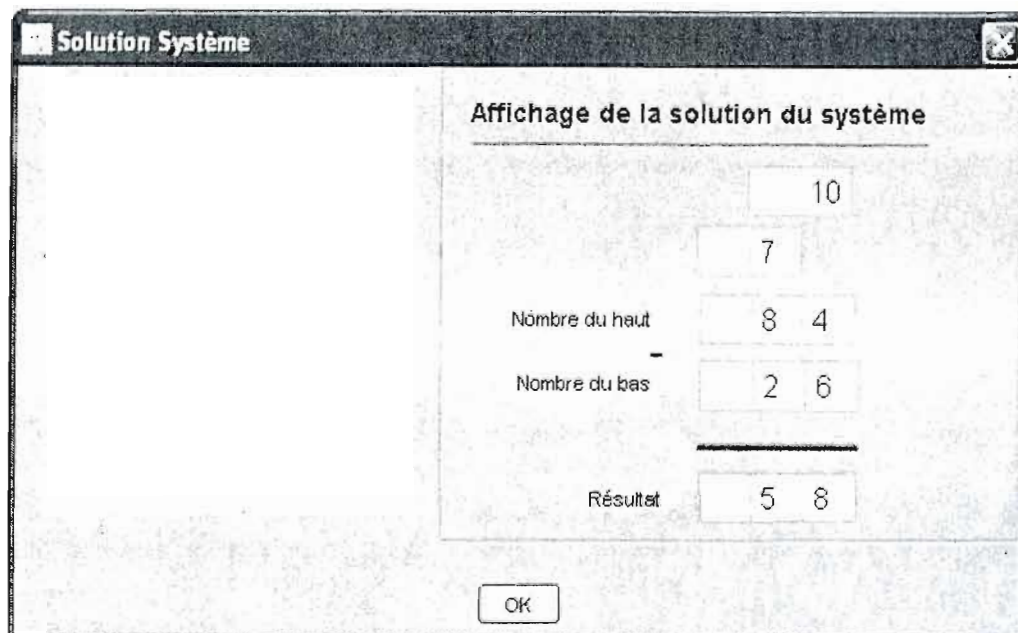 Solution Système
Affichage de la solution du système
10
7
Nombre du haut 8 4
-
Nombre du bas 2 6
Résultat 5 8
OK